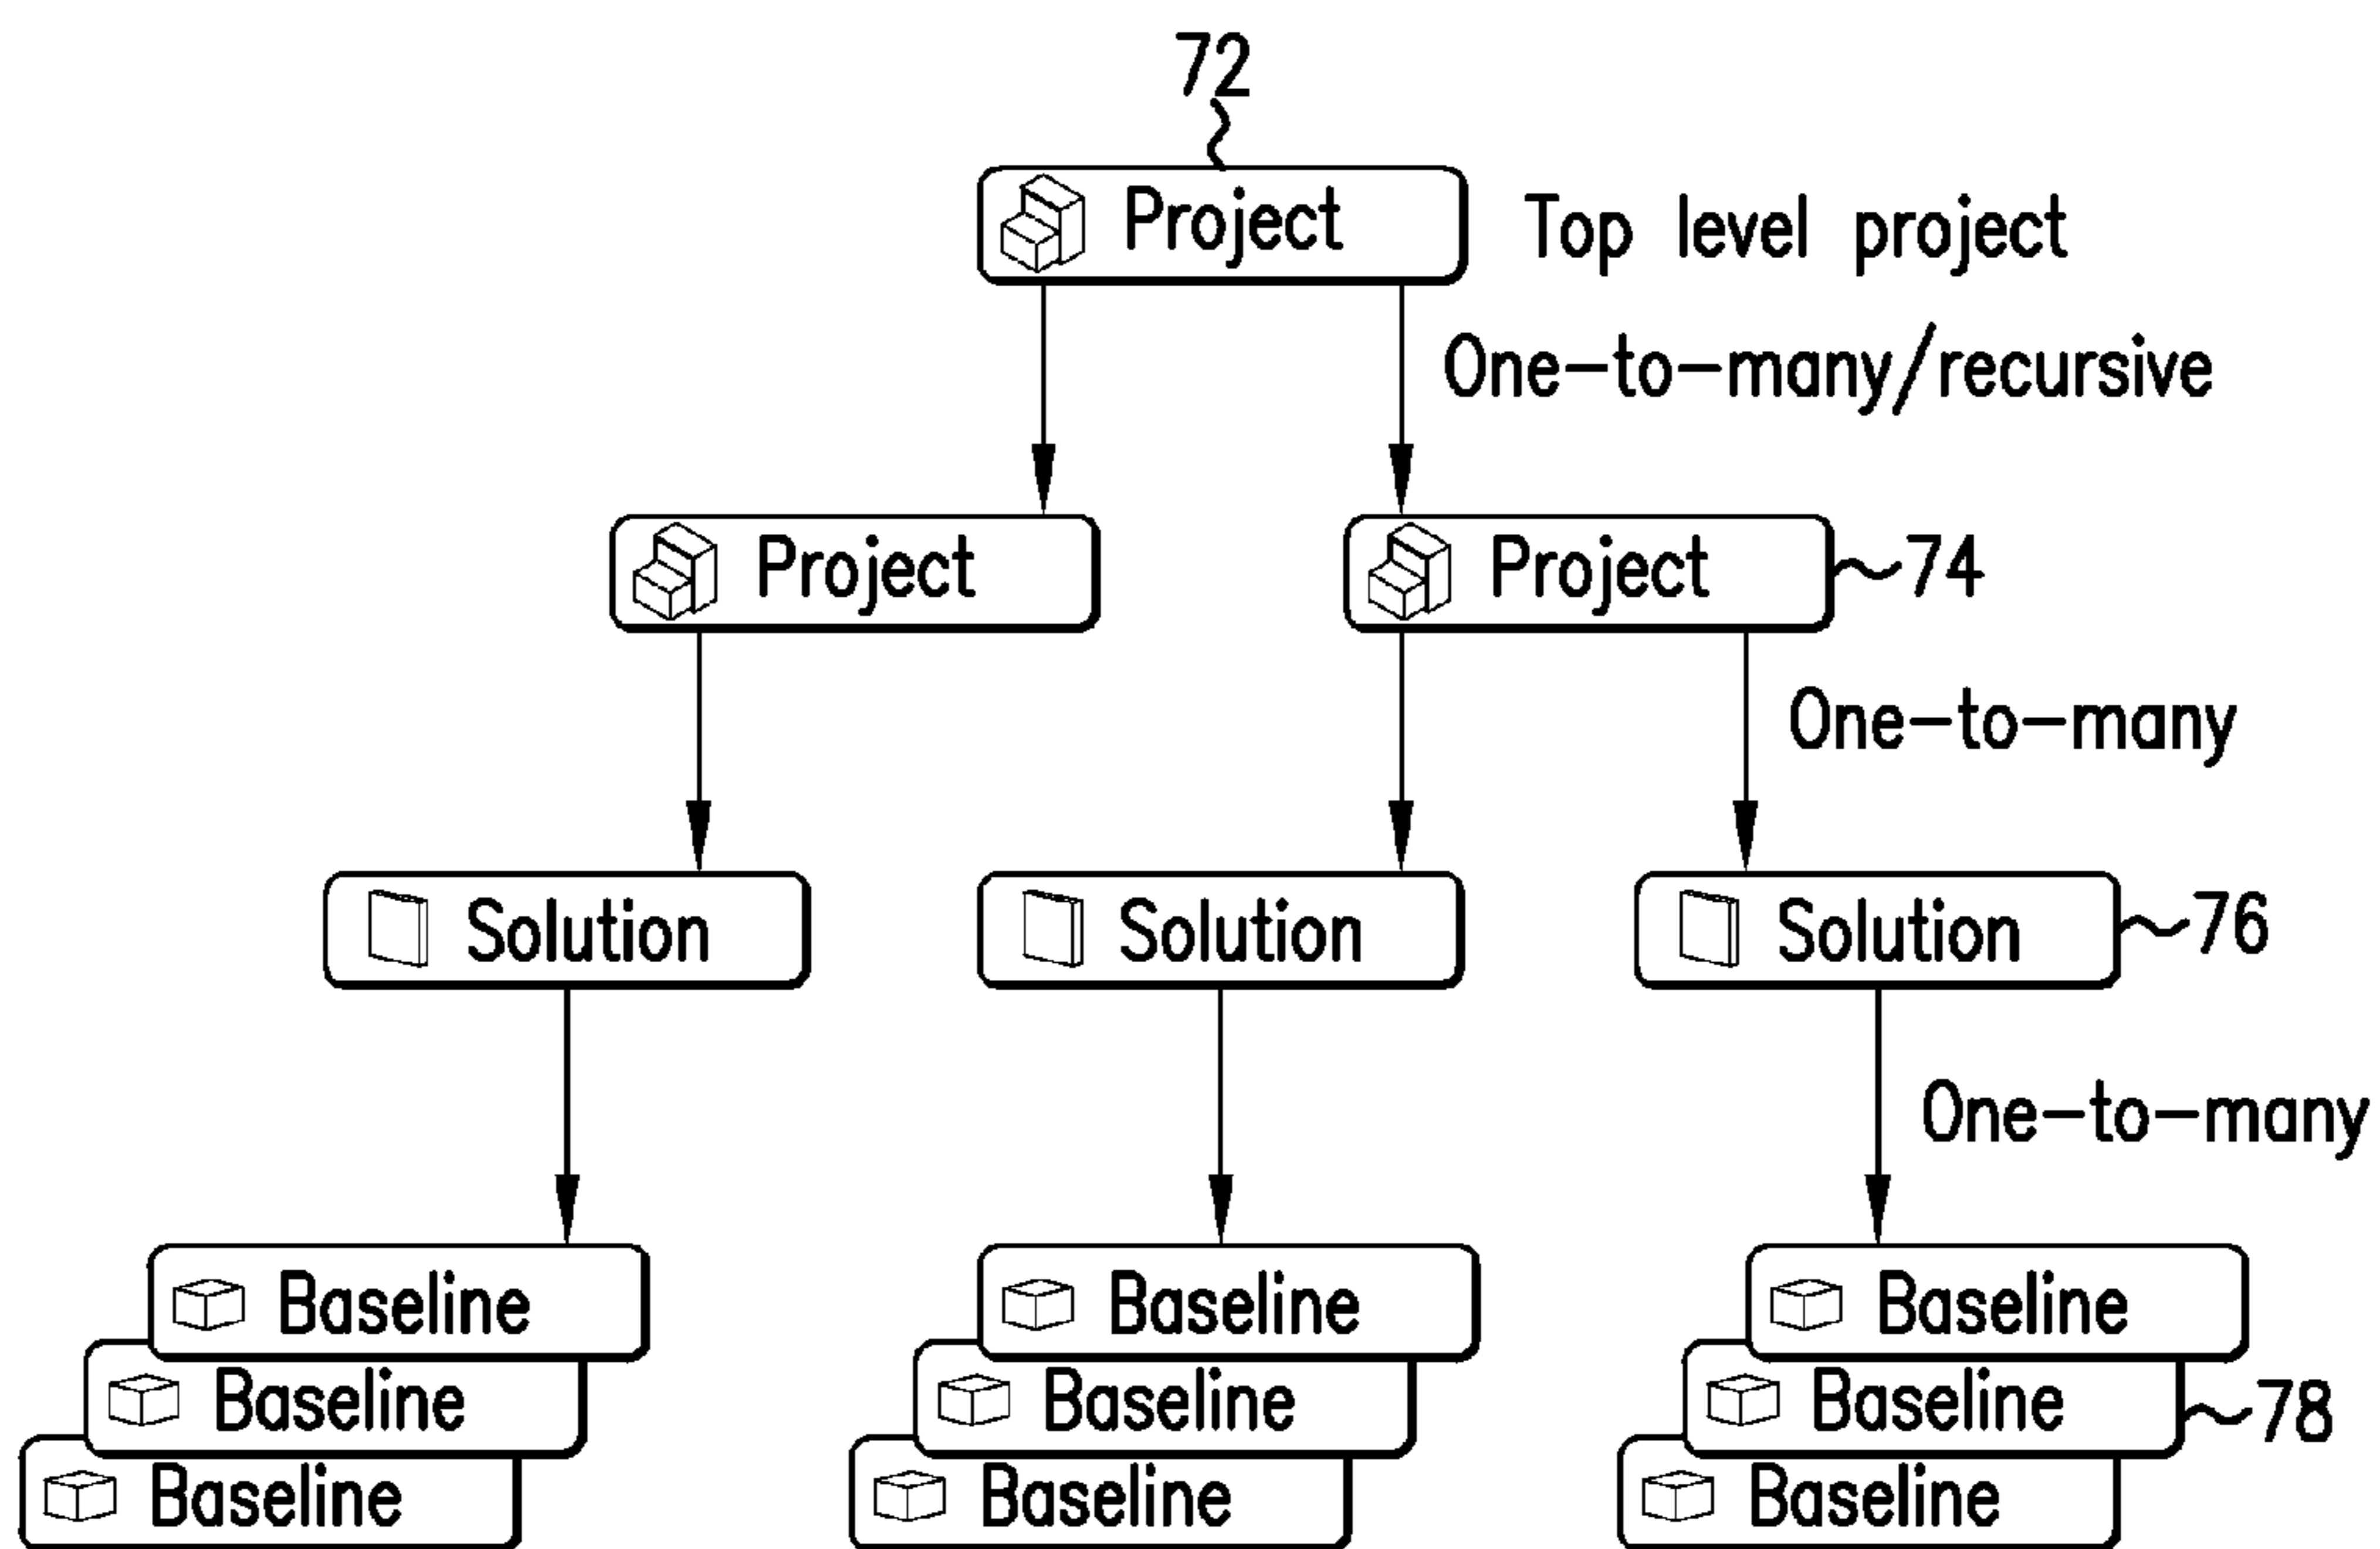 72
Project
Top level project
One-to-many/recursive
Project
Project
74
One-to-many
Solution
Solution
Solution
76
One-to-many
Baseline
Baseline
Baseline
Baseline
Baseline
Baseline
78
Baseline
Baseline
Baseline